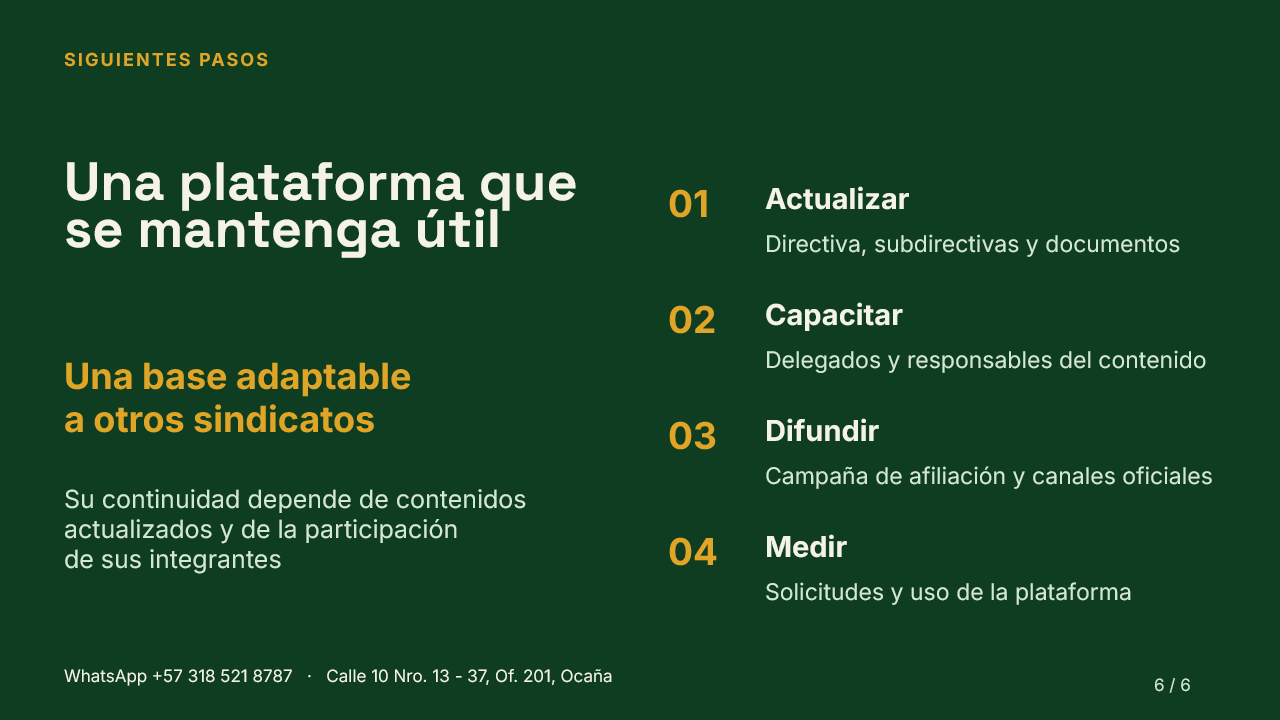 SIGUIENTES PASOS
Una plataforma que
se mantenga útil
Una base adaptable
a otros sindicatos
Su continuidad depende de contenidos
actualizados y de la participación
de sus integrantes
01
Actualizar
Directiva, subdirectivas y documentos
02
Capacitar
Delegados y responsables del contenido
03
Difundir
Campaña de afiliación y canales oficiales
04
Medir
Solicitudes y uso de la plataforma
WhatsApp +57 318 521 8787 · Calle 10 Nro. 13 - 37, Of. 201, Ocaña
6 / 6